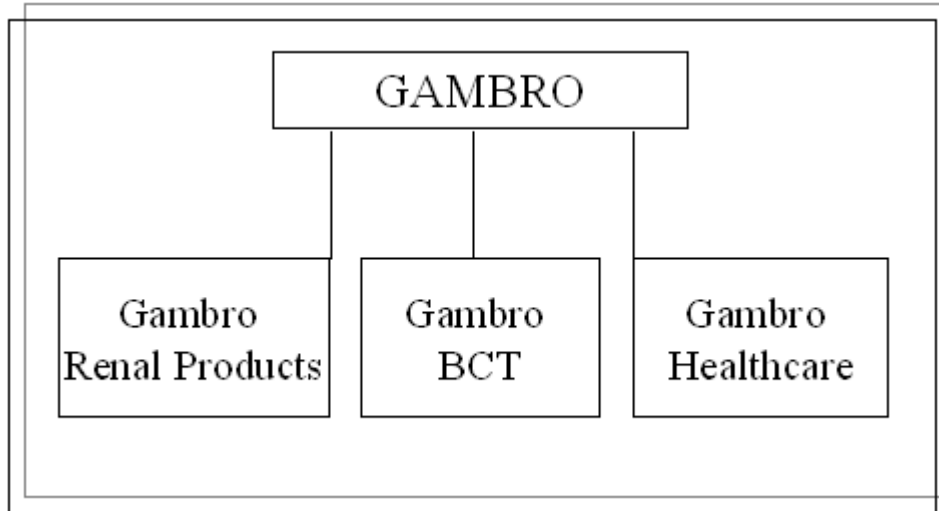 GAMBRO
Gambro
Renal Products
Gambro
BCT
Gambro
Healthcare